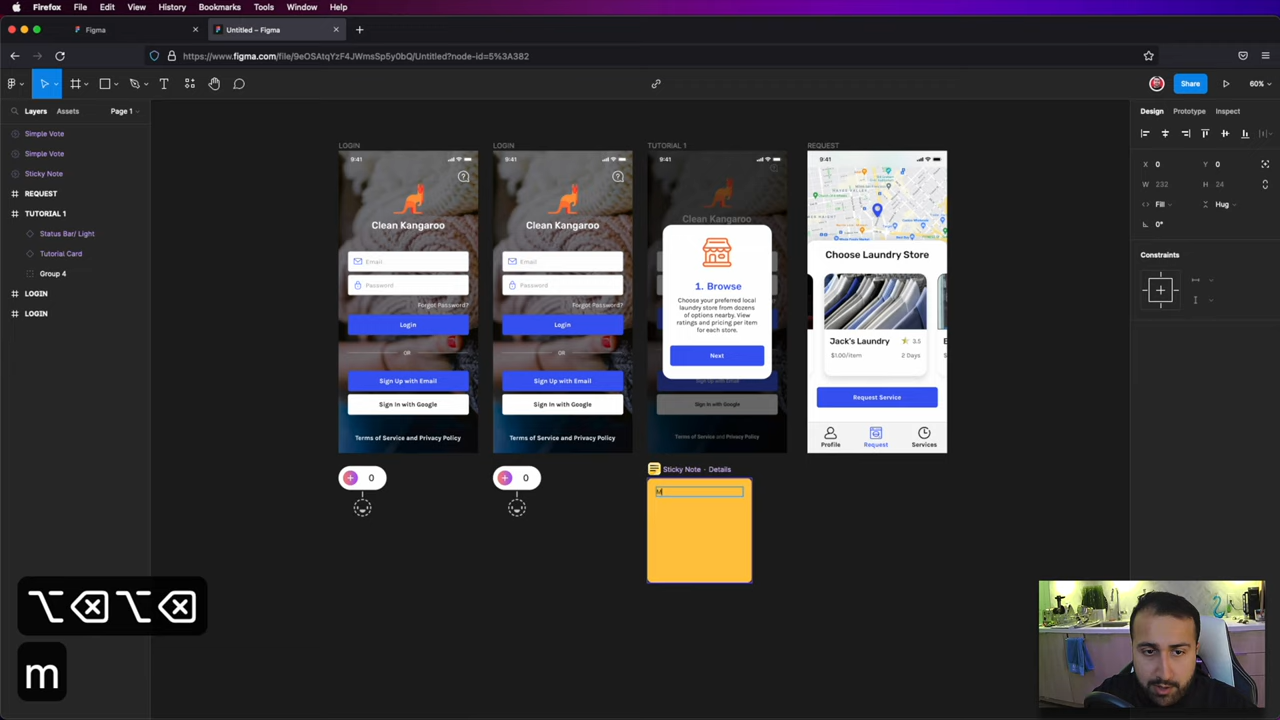 Firefox File Edit View History Bookmarks Tools Window Help
Figma
Untitled – Figma
https://www.figma.com/file/9eOSAtqYzF4JWmsSp5y0bQ/Untitled?node-id=5%3A382
Share
60%
Layers Assets Page 1
Design Prototype Inspect
Simple Vote
Simple Vote
Sticky Note
REQUEST
TUTORIAL 1
Status Bar/ Light
Tutorial Card
Group 4
LOGIN
LOGIN
X 0 Y 0
W 232 H 24
Fill Hug
0°
Constraints
LOGIN
9:41
Clean Kangaroo
Email
Password
Forgot Password?
Login
OR
Sign Up with Email
Sign In with Google
Terms of Service and Privacy Policy
0
LOGIN
9:41
Clean Kangaroo
Email
Password
Forgot Password?
Login
OR
Sign Up with Email
Sign In with Google
Terms of Service and Privacy Policy
0
TUTORIAL 1
9:41
Clean Kangaroo
1. Browse
Choose your preferred local
laundry store from dozens
of options nearby. View
ratings and pricing per item
for each store.
Next
Sign Up with Email
Sign In with Google
Terms of Service and Privacy Policy
Sticky Note · Details
M
REQUEST
9:41
Choose Laundry Store
Jack's Laundry 3.5
$1.00/item 2 Days
Request Service
Profile Request Services
m